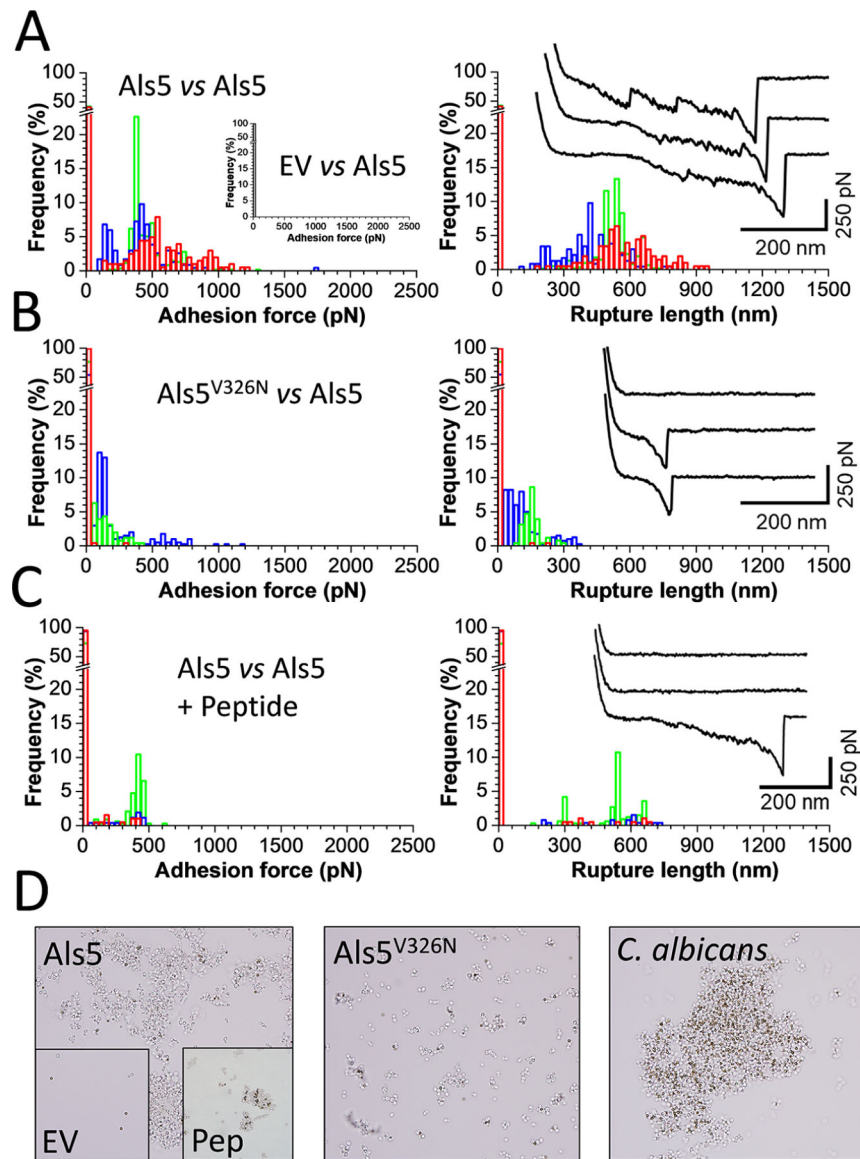 A
Als5 vs Als5
Frequency (%)
100
50
20
15
10
5
0
0 500 1000 1500 2000 2500
Adhesion force (pN)
EV vs Als5
Frequency (%)
100
50
20
15
10
5
0
0 500 1000 1500 2000 2500
Adhesion force (pN)
Frequency (%)
100
50
20
15
10
5
0
0 300 600 900 1200 1500
Rupture length (nm)
200 nm
250 pN
B
Als5V326N vs Als5
Frequency (%)
100
50
20
15
10
5
0
0 500 1000 1500 2000 2500
Adhesion force (pN)
Frequency (%)
100
50
20
15
10
5
0
0 300 600 900 1200 1500
Rupture length (nm)
200 nm
250 pN
C
Als5 vs Als5
+ Peptide
Frequency (%)
100
50
20
15
10
5
0
0 500 1000 1500 2000 2500
Adhesion force (pN)
Frequency (%)
100
50
20
15
10
5
0
0 300 600 900 1200 1500
Rupture length (nm)
200 nm
250 pN
D
Als5
EV
Pep
Als5V326N
C. albicans